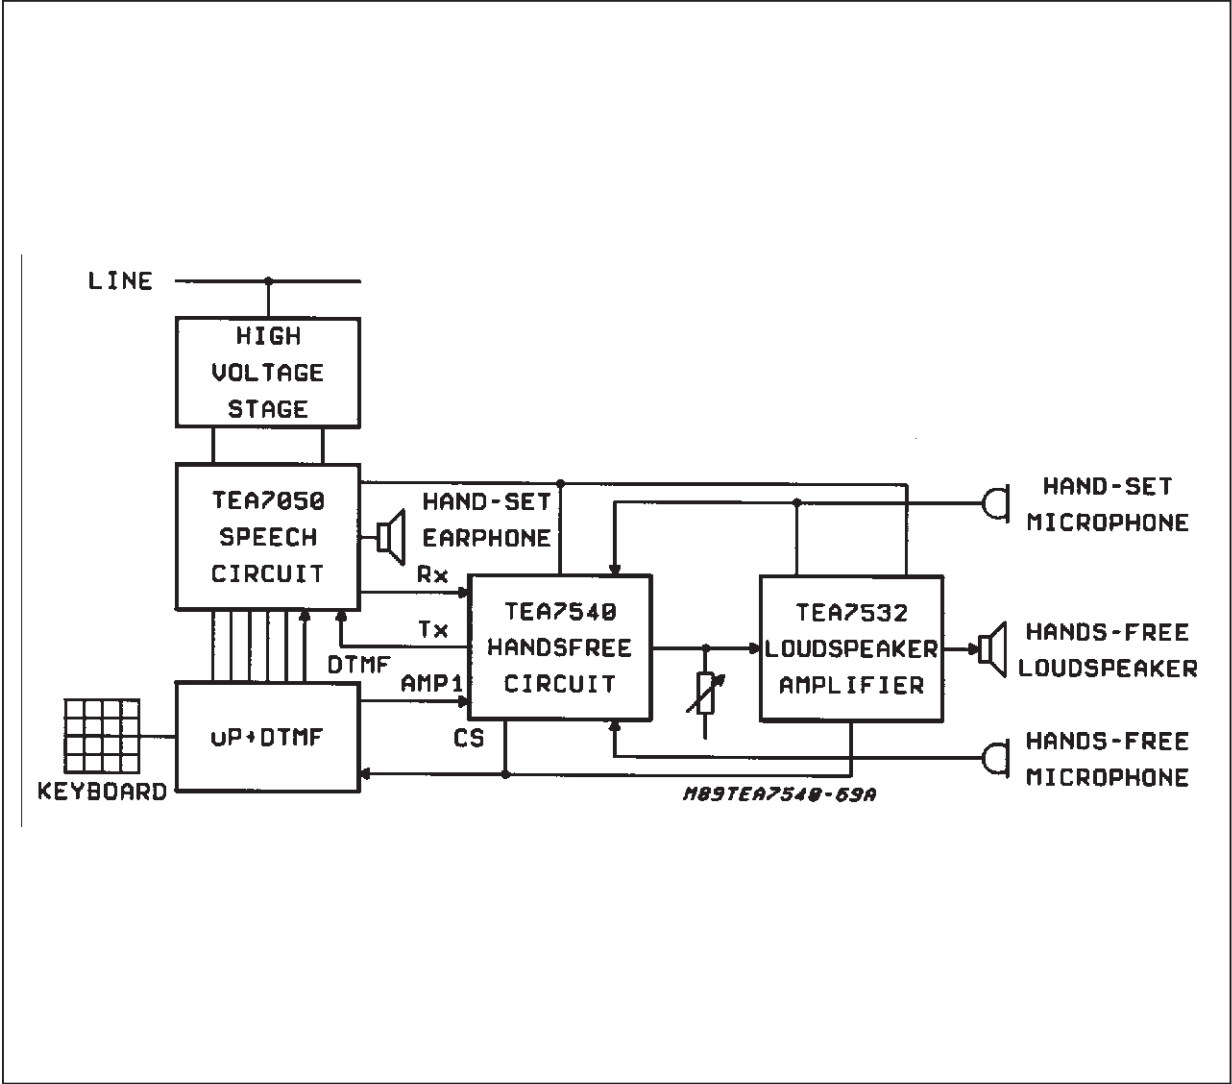 LINE
HIGH
VOLTAGE
STAGE
TEA7050
SPEECH
CIRCUIT
HAND-SET
EARPHONE
Rx
Tx
DTMF
AMP1
CS
TEA7540
HANDSFREE
CIRCUIT
TEA7532
LOUDSPEAKER
AMPLIFIER
HAND-SET
MICROPHONE
HANDS-FREE
LOUDSPEAKER
HANDS-FREE
MICROPHONE
uP+DTMF
KEYBOARD
M89TEA7540-69A